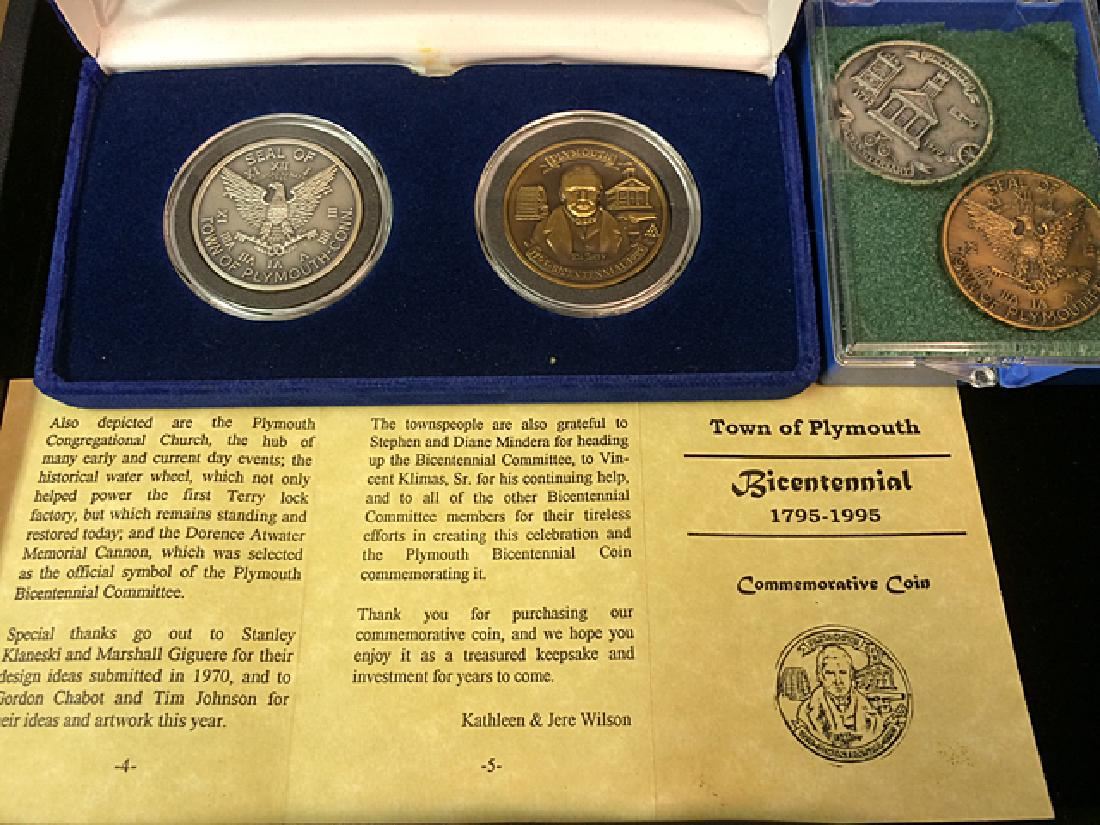 SEAL OF
XII
TOWN OF PLYMOUTH-CONN.
PLYMOUTH
SEAL OF
TOWN OF PLYMOUTH
Also depicted are the Plymouth
Congregational Church, the hub of
many early and current day events; the
historical water wheel, which not only
helped power the first Terry lock
factory, but which remains standing and
restored today; and the Dorence Atwater
Memorial Cannon, which was selected
as the official symbol of the Plymouth
Bicentennial Committee.
Special thanks go out to Stanley
Klaneski and Marshall Giguere for their
design ideas submitted in 1970, and to
Gordon Chabot and Tim Johnson for
their ideas and artwork this year.
-4-
The townspeople are also grateful to
Stephen and Diane Mindera for heading
up the Bicentennial Committee, to Vin-
cent Klimas, Sr. for his continuing help,
and to all of the other Bicentennial
Committee members for their tireless
efforts in creating this celebration and
the Plymouth Bicentennial Coin
commemorating it.
Thank you for purchasing our
commemorative coin, and we hope you
enjoy it as a treasured keepsake and
investment for years to come.
Kathleen & Jere Wilson
-5-
Town of Plymouth
Bicentennial
1795-1995
Commemorative Coin